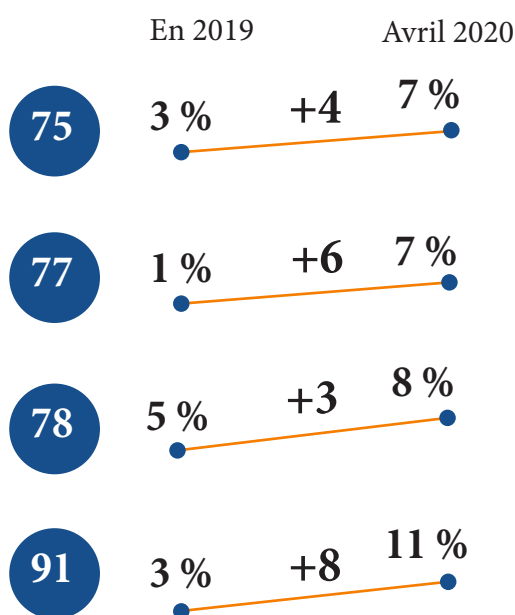 En 2019 Avril 2020
75 3 % +4 7 %
77 1 % +6 7 %
78 5 % +3 8 %
91 3 % +8 11 %